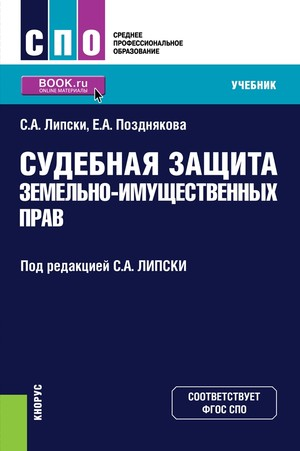 СПО
СРЕДНЕЕ
ПРОФЕССИОНАЛЬНОЕ
ОБРАЗОВАНИЕ
BOOK.ru
ONLINE МАТЕРИАЛЫ
УЧЕБНИК
С.А. Липски, Е.А. Позднякова
СУДЕБНАЯ ЗАЩИТА
ЗЕМЕЛЬНО-ИМУЩЕСТВЕННЫХ
ПРАВ
Под редакцией С.А. ЛИПСКИ
КНОРУС
СООТВЕТСТВУЕТ
ФГОС СПО